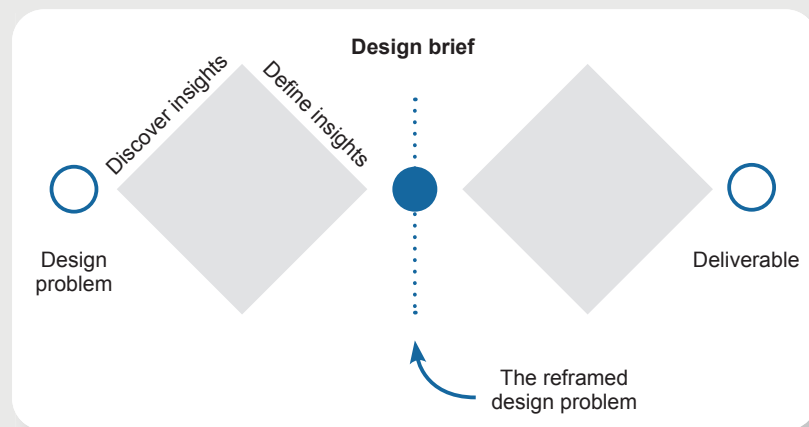 Design brief
Discover insights
Define insights
Design
problem
Deliverable
The reframed
design problem